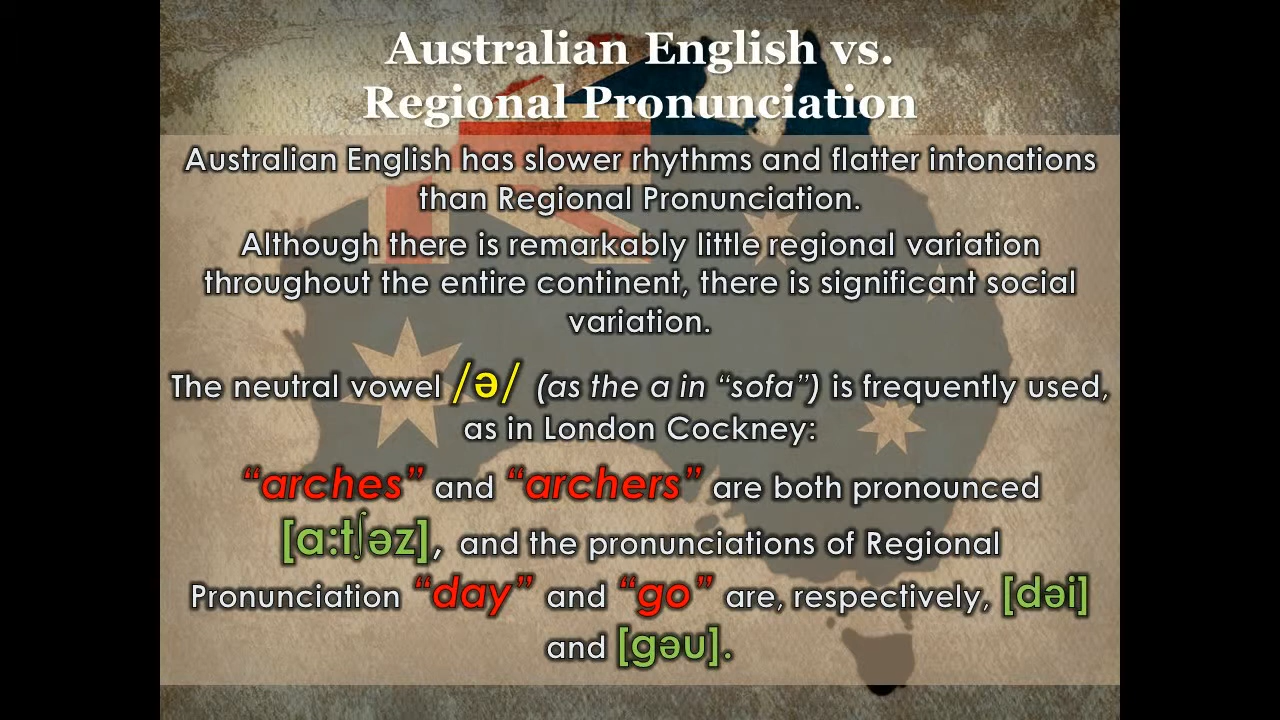 Australian English vs.
Regional Pronunciation
Australian English has slower rhythms and flatter intonations
than Regional Pronunciation.
Although there is remarkably little regional variation
throughout the entire continent, there is significant social
variation.
The neutral vowel /ə/ (as the a in “sofa”) is frequently used,
as in London Cockney:
“arches” and “archers” are both pronounced
[ɑ:t∫əz], and the pronunciations of Regional
Pronunciation “day” and “go” are, respectively, [dəi]
and [gəu].